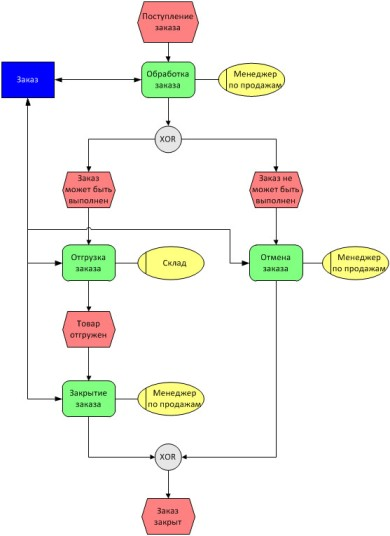 Поступление
заказа
Заказ
Обработка
заказа
Менеджер
по продажам
XOR
Заказ
может быть
выполнен
Заказ не
может быть
выполнен
Отгрузка
заказа
Склад
Отмена
заказа
Менеджер
по продажам
Товар
отгружен
Закрытие
заказа
Менеджер
по продажам
XOR
Заказ
закрыт